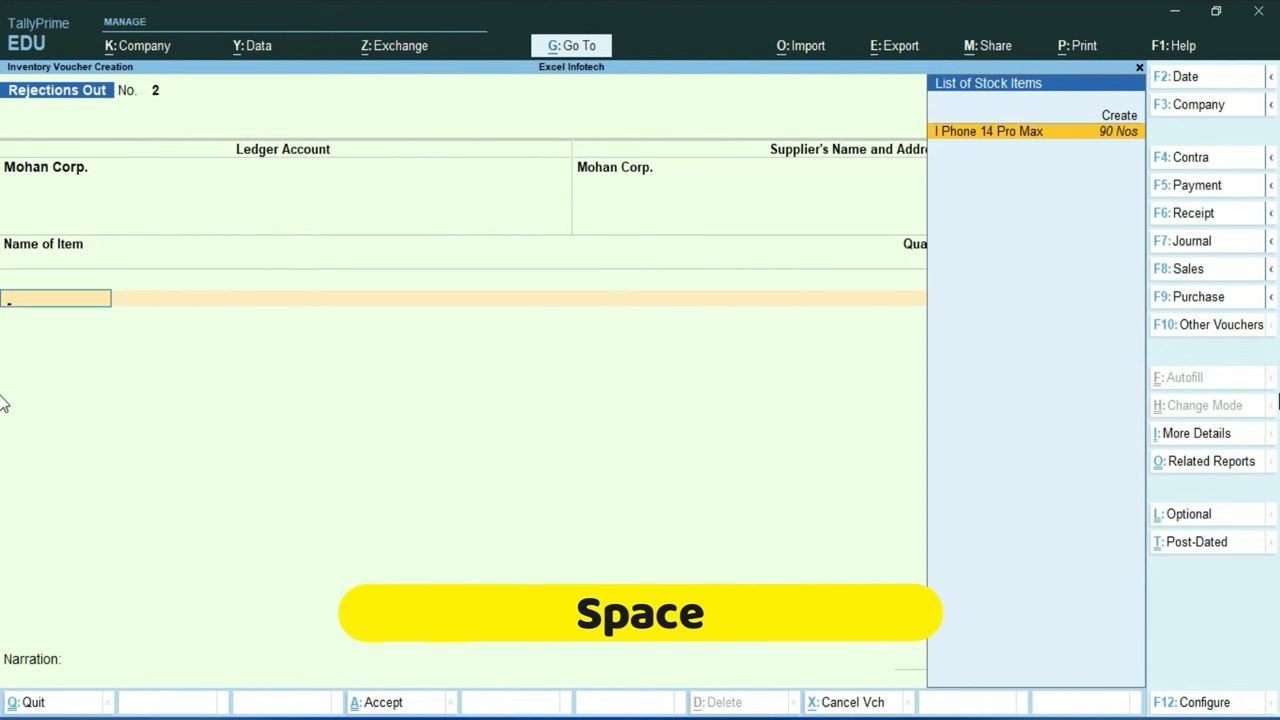 TallyPrime
EDU
MANAGE
K: Company
Y: Data
Z: Exchange
G: Go To
O: Import
E: Export
M: Share
P: Print
F1: Help
Inventory Voucher Creation
Excel Infotech
Rejections Out No. 2
Ledger Account
Supplier's Name and Addre
Mohan Corp.
Mohan Corp.
Name of Item
Qua
List of Stock Items
Create
I Phone 14 Pro Max 90 Nos
F2: Date
F3: Company
F4: Contra
F5: Payment
F6: Receipt
F7: Journal
F8: Sales
F9: Purchase
F10: Other Vouchers
F: Autofill
H: Change Mode
I: More Details
O: Related Reports
L: Optional
T: Post-Dated
Space
Narration:
Q: Quit
A: Accept
D: Delete
X: Cancel Vch
F12: Configure